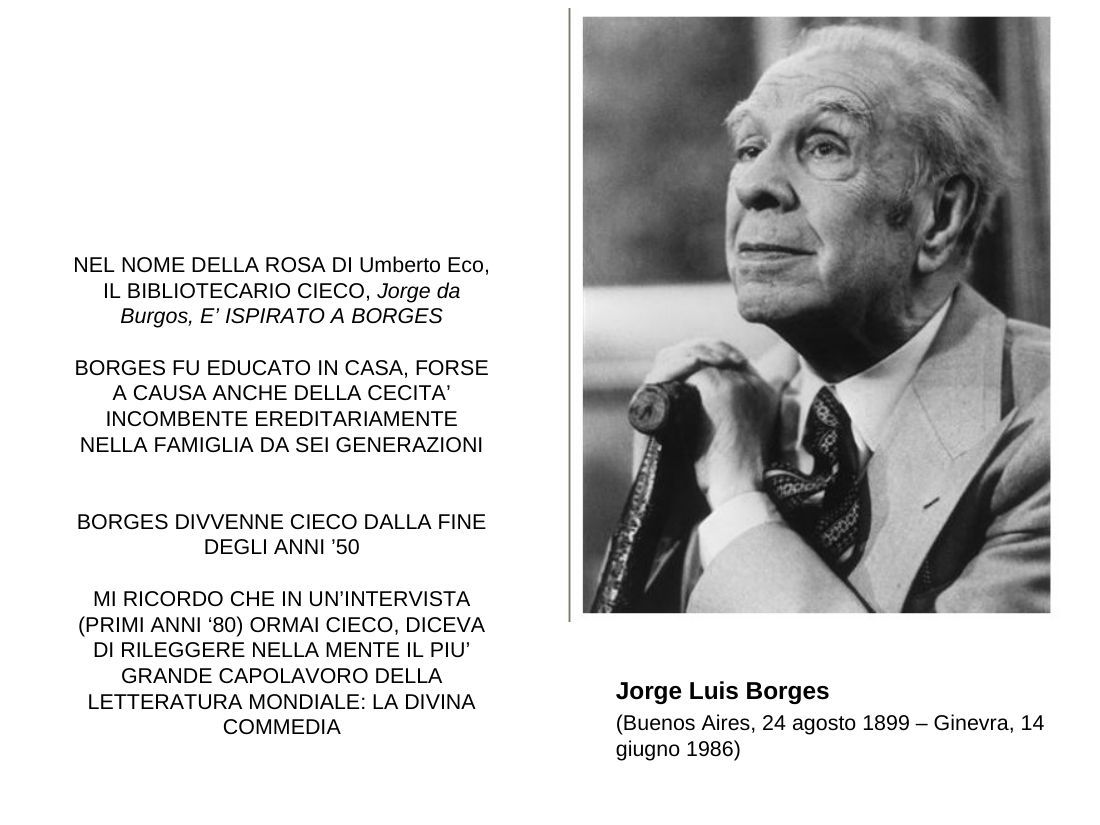 NEL NOME DELLA ROSA DI Umberto Eco,
IL BIBLIOTECARIO CIECO, Jorge da
Burgos, E’ ISPIRATO A BORGES
BORGES FU EDUCATO IN CASA, FORSE
A CAUSA ANCHE DELLA CECITA’
INCOMBENTE EREDITARIAMENTE
NELLA FAMIGLIA DA SEI GENERAZIONI
BORGES DIVVENNE CIECO DALLA FINE
DEGLI ANNI ’50
MI RICORDO CHE IN UN’INTERVISTA
(PRIMI ANNI ‘80) ORMAI CIECO, DICEVA
DI RILEGGERE NELLA MENTE IL PIU’
GRANDE CAPOLAVORO DELLA
LETTERATURA MONDIALE: LA DIVINA
COMMEDIA
Jorge Luis Borges
(Buenos Aires, 24 agosto 1899 – Ginevra, 14
giugno 1986)